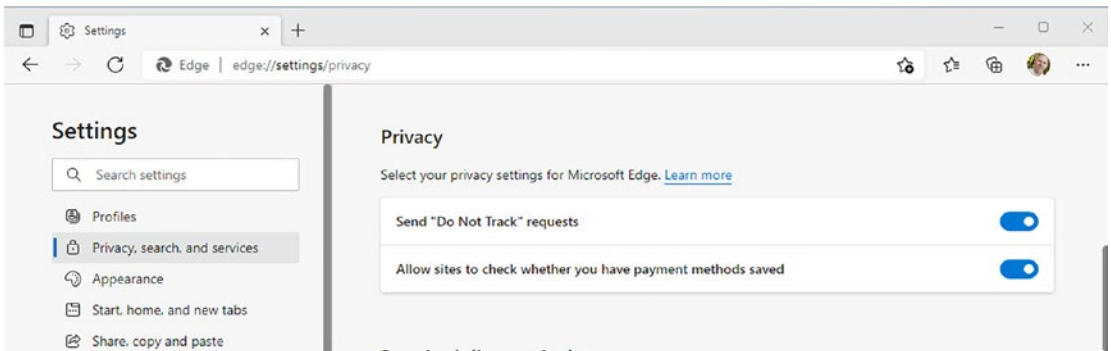 Settings
Edge | edge://settings/privacy
Settings
Search settings
Profiles
Privacy, search, and services
Appearance
Start, home, and new tabs
Share, copy and paste
Privacy
Select your privacy settings for Microsoft Edge. Learn more
Send "Do Not Track" requests
Allow sites to check whether you have payment methods saved